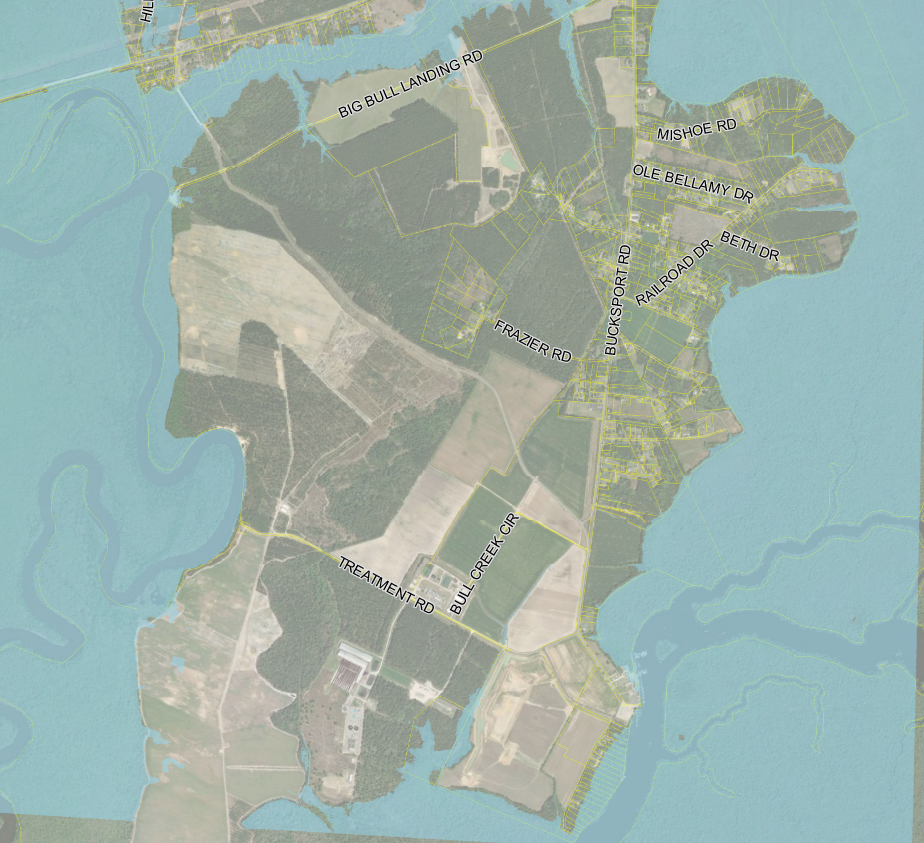 BIG BULL LANDING RD
MISHOE RD
OLE BELLAMY DR
BETH DR
RAILROAD DR
BUCKSPORT RD
FRAZIER RD
BULL CREEK CIR
TREATMENT RD